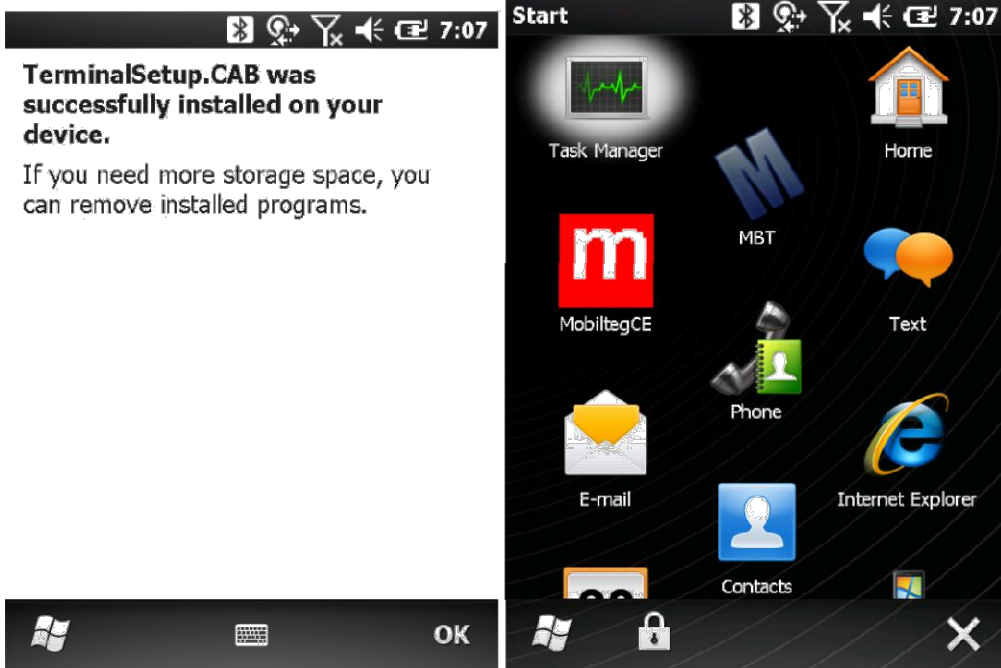 7:07
TerminalSetup.CAB was
successfully installed on your
device.
If you need more storage space, you
can remove installed programs.
OK
Start
7:07
Task Manager
Home
M
MBT
m
MobiltegCE
Text
Phone
E-mail
Internet Explorer
Contacts